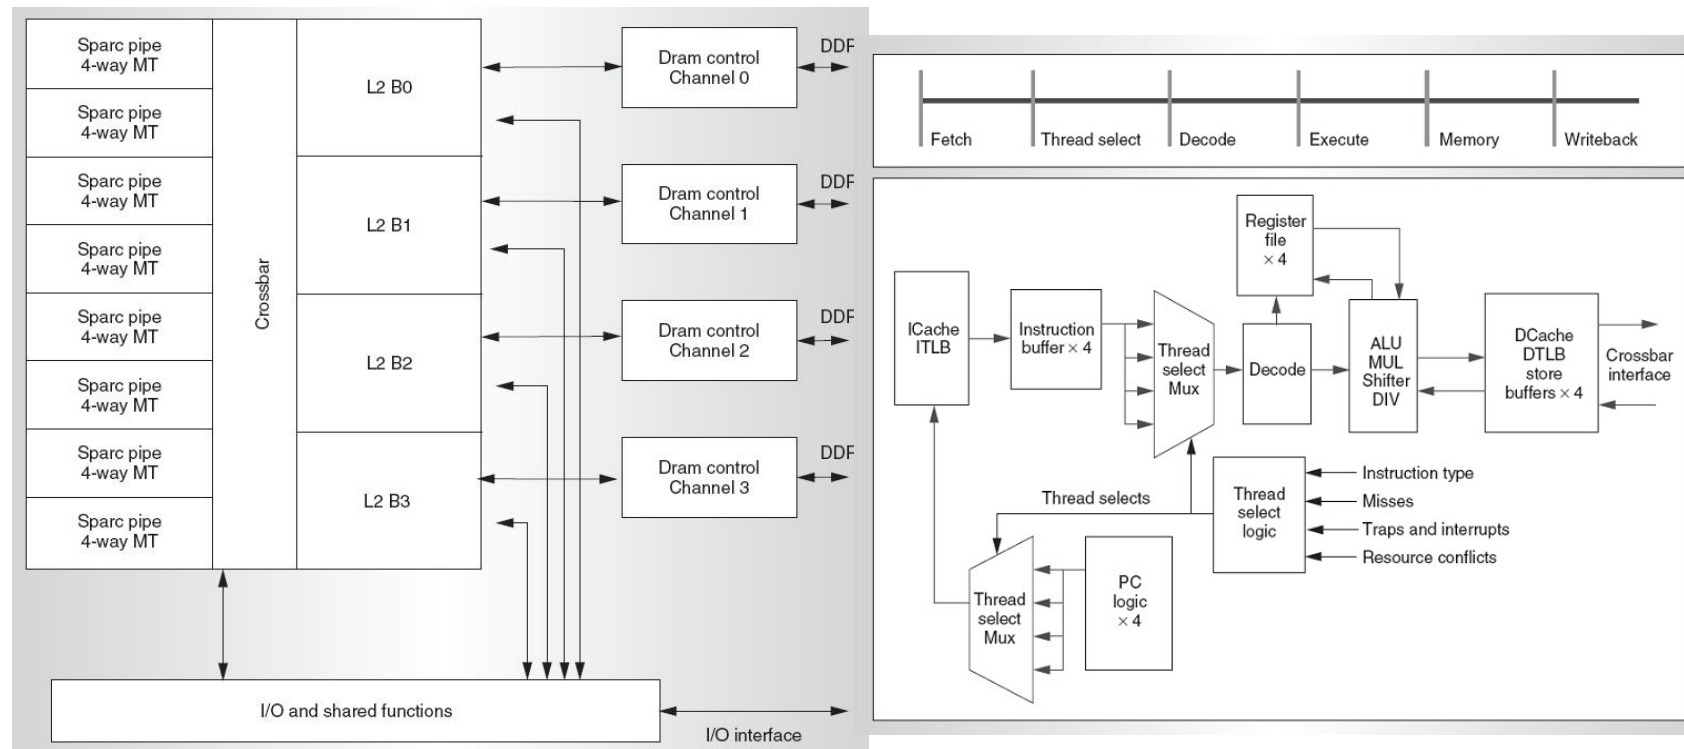 Sparc pipe
4-way MT
Sparc pipe
4-way MT
Sparc pipe
4-way MT
Sparc pipe
4-way MT
Sparc pipe
4-way MT
Sparc pipe
4-way MT
Sparc pipe
4-way MT
Sparc pipe
4-way MT
Crossbar
L2 B0
L2 B1
L2 B2
L2 B3
Dram control
Channel 0
DDR
Dram control
Channel 1
DDR
Dram control
Channel 2
DDR
Dram control
Channel 3
DDR
I/O and shared functions
I/O interface
Fetch
Thread select
Decode
Execute
Memory
Writeback
ICache
ITLB
Instruction
buffer × 4
Thread
select
Mux
Decode
Register
file
× 4
ALU
MUL
Shifter
DIV
DCache
DTLB
store
buffers × 4
Crossbar
interface
Thread selects
Thread
select
logic
Instruction type
Misses
Traps and interrupts
Resource conflicts
Thread
select
Mux
PC
logic
× 4